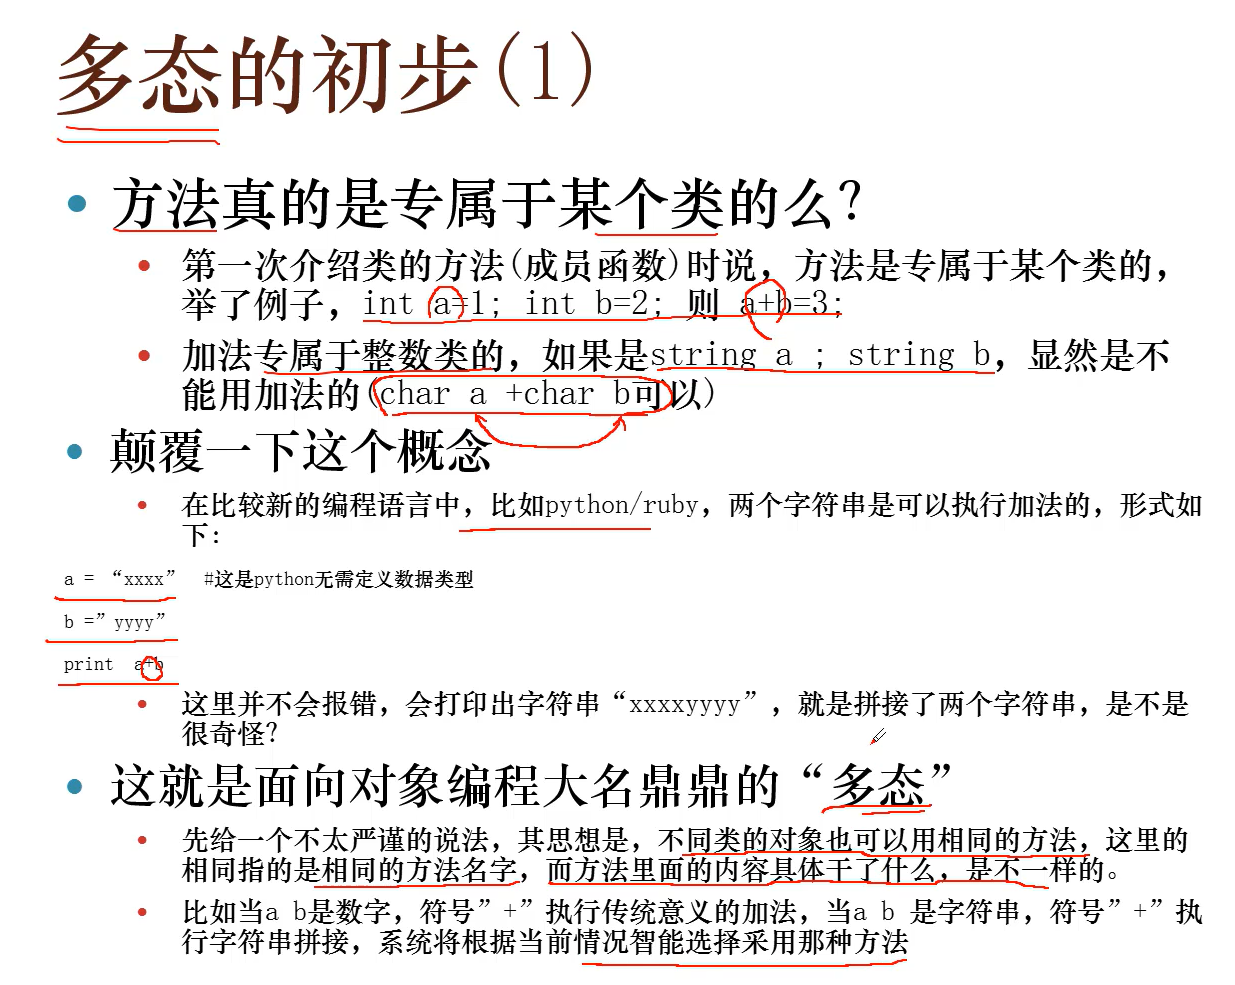 多态的初步(1)
方法真的是专属于某个类的么?
第一次介绍类的方法(成员函数)时说，方法是专属于某个类的，
举了例子，int a=1; int b=2; 则 a+b=3;
加法专属于整数类的，如果是string a ; string b，显然是不
能用加法的(char a +char b可以)
颠覆一下这个概念
在比较新的编程语言中，比如python/ruby，两个字符串是可以执行加法的，形式如
下：
a = “xxxx” #这是python无需定义数据类型
b =”yyyy”
print a+b
这里并不会报错，会打印出字符串“xxxxyyyy”，就是拼接了两个字符串，是不是
很奇怪?
这就是面向对象编程大名鼎鼎的“多态”
先给一个不太严谨的说法，其思想是，不同类的对象也可以用相同的方法，这里的
相同指的是相同的方法名字，而方法里面的内容具体干了什么，是不一样的。
比如当a b是数字，符号”+”执行传统意义的加法，当a b 是字符串，符号”+”执
行字符串拼接，系统将根据当前情况智能选择采用那种方法